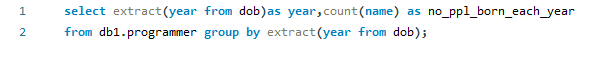 1 select extract(year from dob)as year,count(name) as no_ppl_born_each_year
2 from db1.programmer group by extract(year from dob);